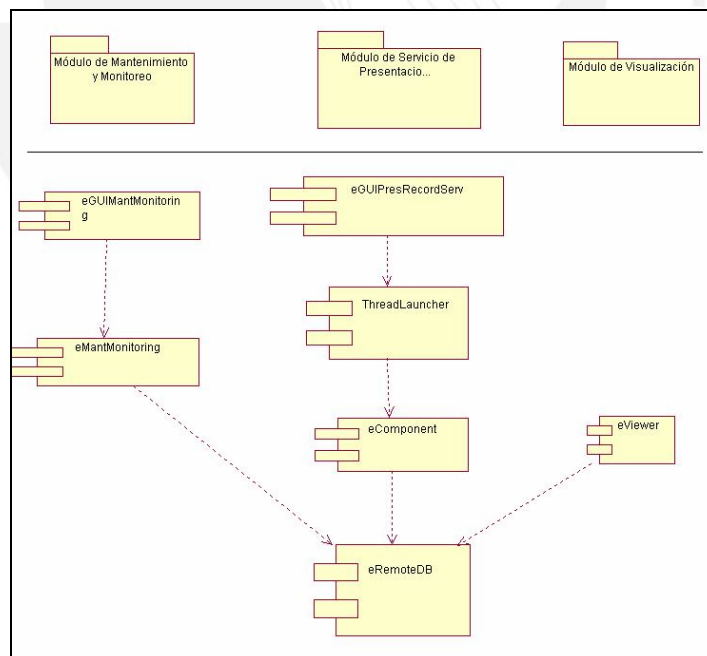 Módulo de Mantenimiento
y Monitoreo
Módulo de Servicio de
Presentacio...
Módulo de Visualización
eGUIMantMonitorin
g
eGUIPresRecordServ
ThreadLauncher
eMantMonitoring
eComponent
eViewer
eRemoteDB